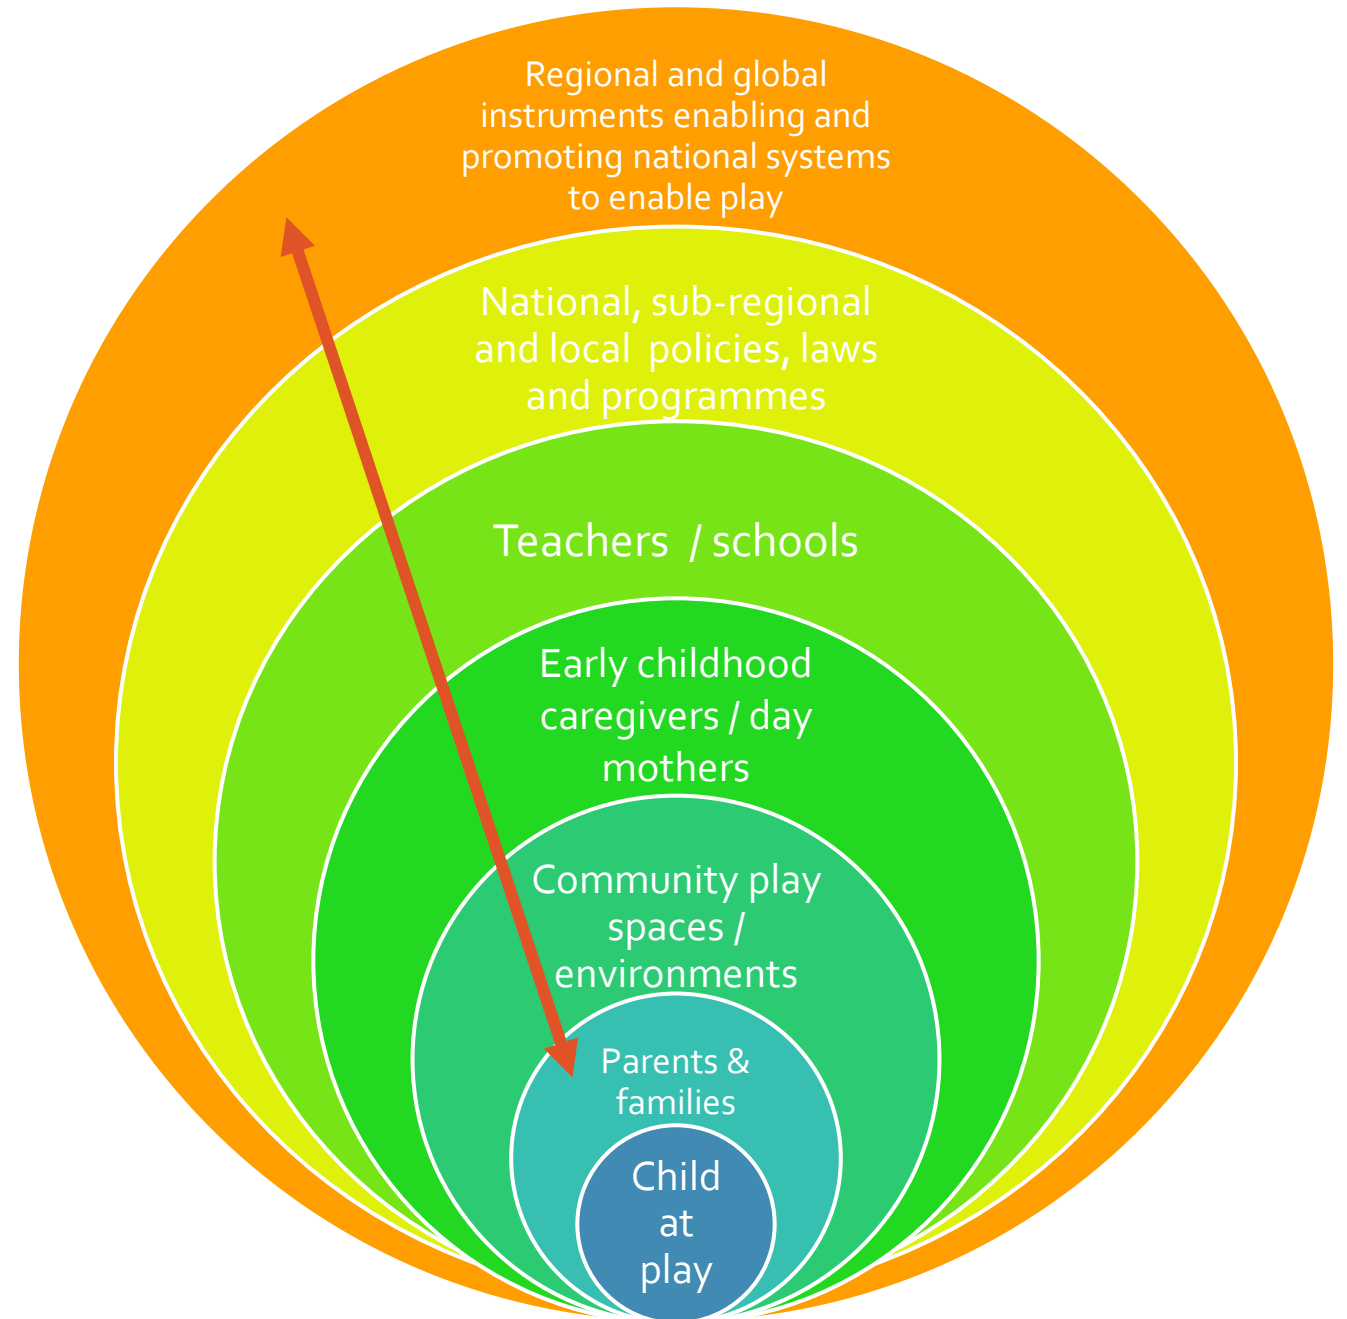 Regional and global
instruments enabling and
promoting national systems
to enable play
National, sub-regional
and local policies, laws
and programmes
Teachers / schools
Early childhood
caregivers / day
mothers
Community play
spaces /
environments
Parents &
families
Child
at
play